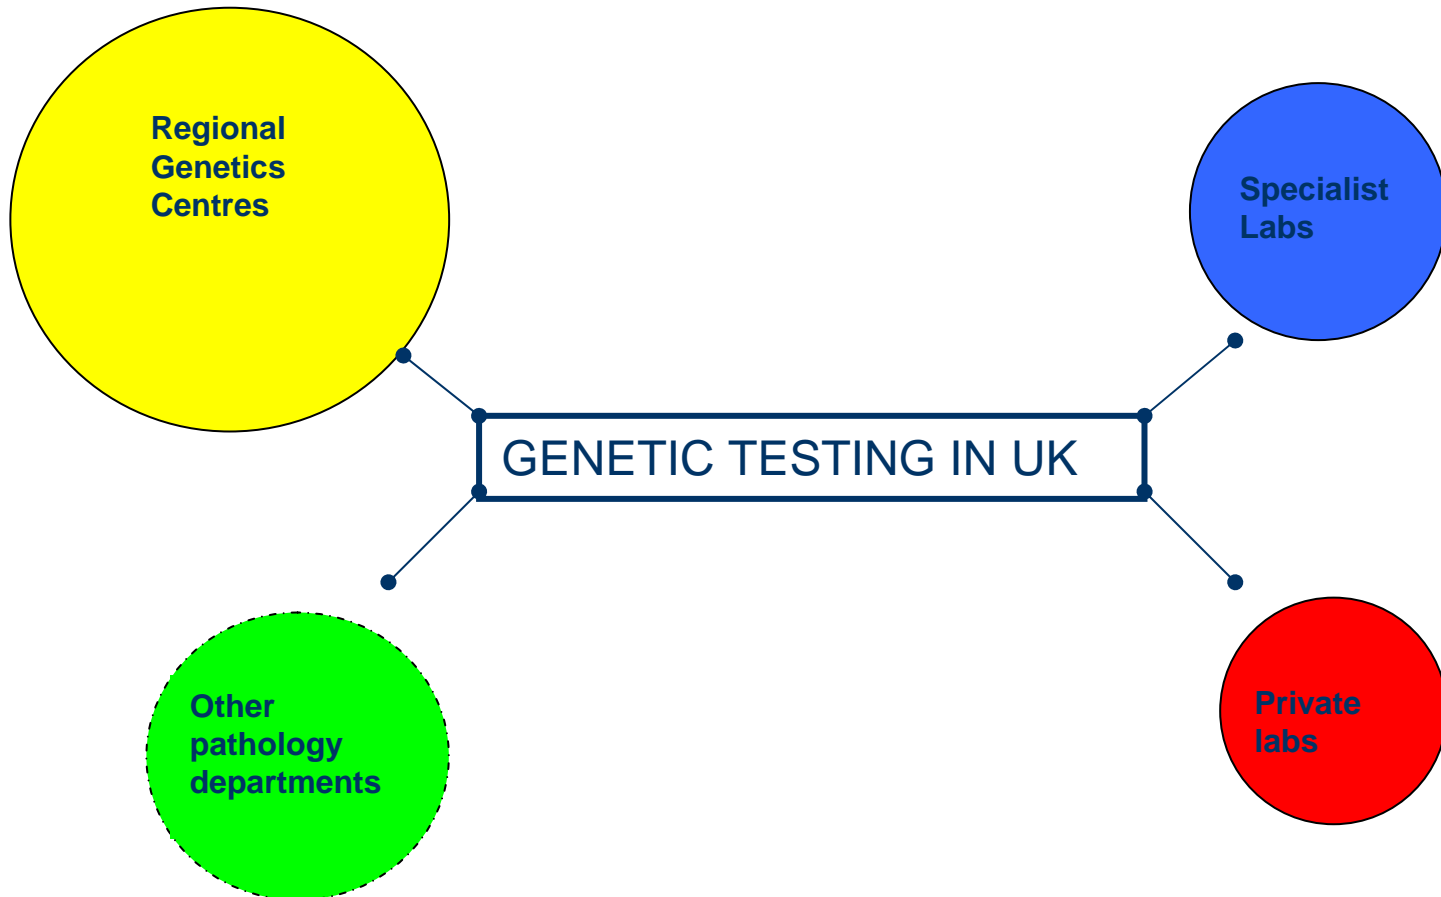 Regional
Genetics
Centres
Specialist
Labs
GENETIC TESTING IN UK
Other
pathology
departments
Private
labs